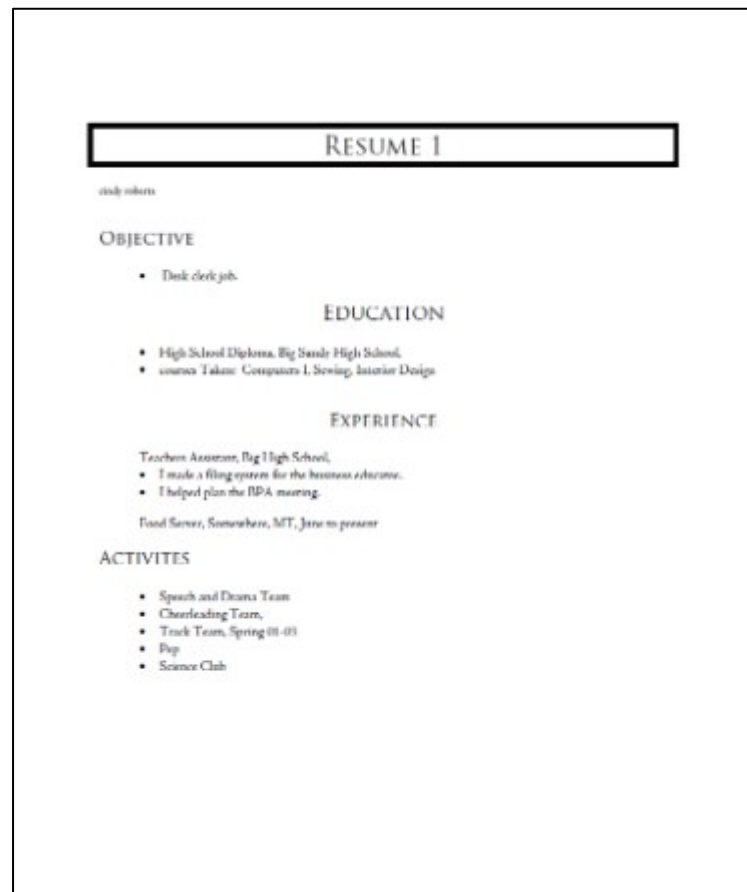 RESUME 1
cindy roberts
OBJECTIVE
• Desk clerk job.
EDUCATION
• High School Diploma, Big Sandy High School,
• courses Taken: Computers I, Sewing, Interior Design
EXPERIENCE
Teachers Assistant, Big High School,
• I made a filing system for the business educator.
• I helped plan the BPA meeting.
Food Server, Somewhere, MT, June to present
ACTIVITES
• Speech and Drama Team
• Cheerleading Team,
• Track Team, Spring 01-03
• Pep
• Science Club